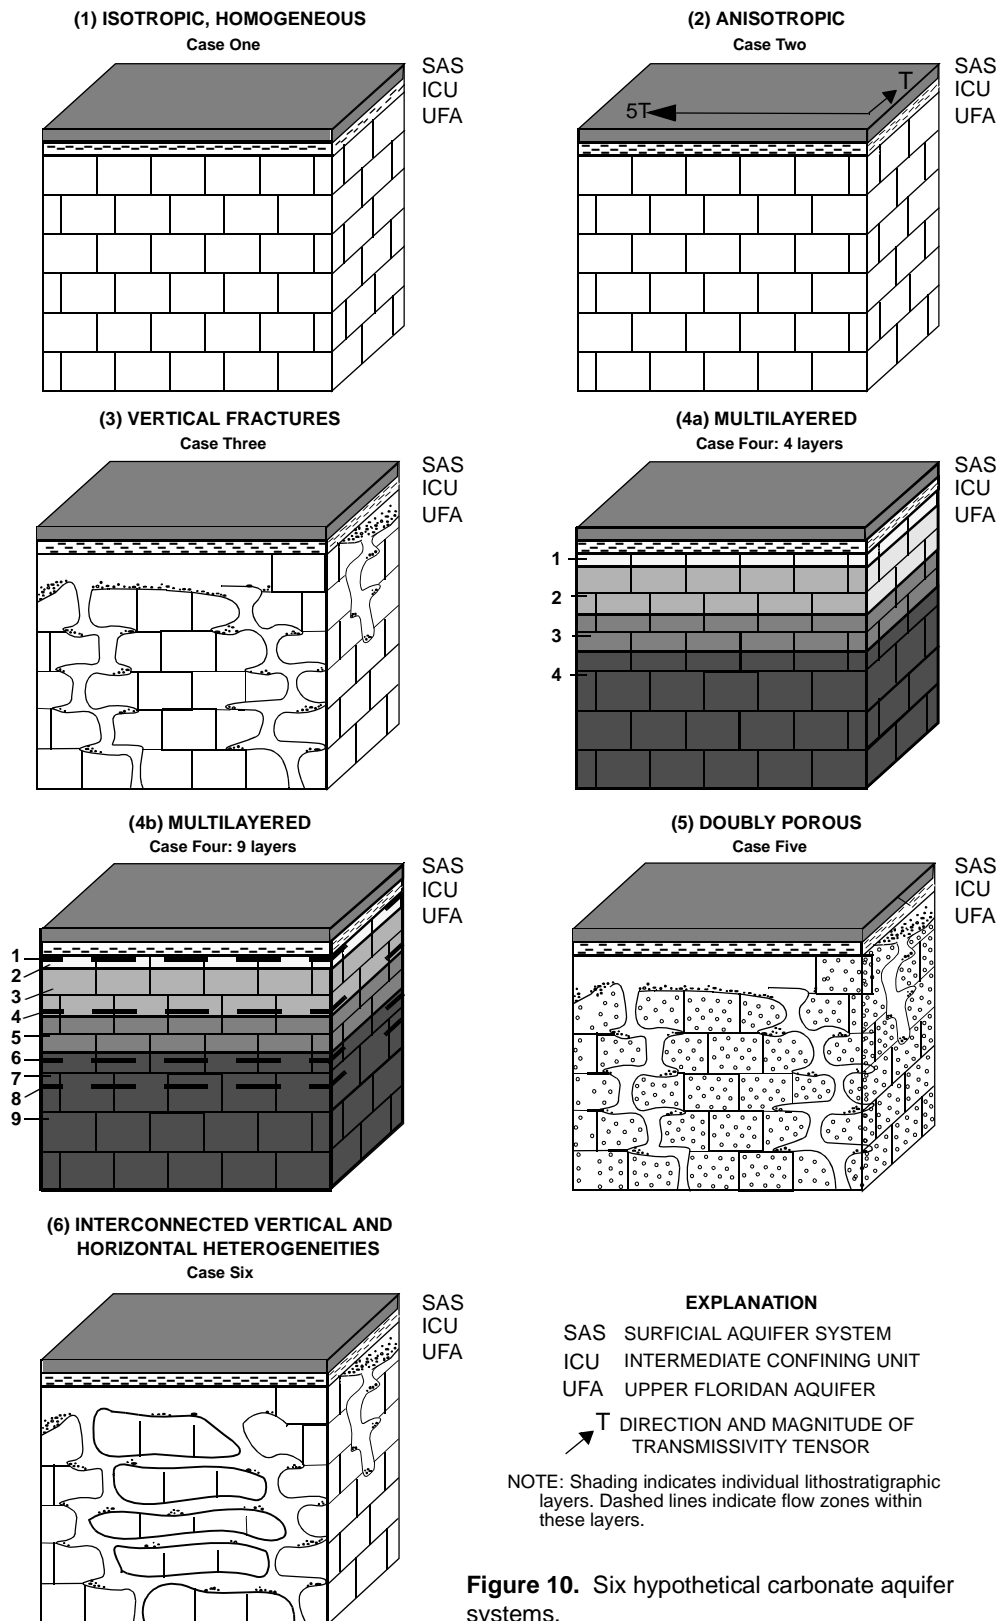 (1) ISOTROPIC, HOMOGENEOUS
Case One
SAS
ICU
UFA
(2) ANISOTROPIC
Case Two
T
5T
SAS
ICU
UFA
(3) VERTICAL FRACTURES
Case Three
SAS
ICU
UFA
(4a) MULTILAYERED
Case Four: 4 layers
SAS
ICU
UFA
1
2
3
4
(4b) MULTILAYERED
Case Four: 9 layers
SAS
ICU
UFA
1
2
3
4
5
6
7
8
9
(5) DOUBLY POROUS
Case Five
SAS
ICU
UFA
(6) INTERCONNECTED VERTICAL AND
HORIZONTAL HETEROGENEITIES
Case Six
SAS
ICU
UFA
EXPLANATION
SAS SURFICIAL AQUIFER SYSTEM
ICU INTERMEDIATE CONFINING UNIT
UFA UPPER FLORIDAN AQUIFER
T DIRECTION AND MAGNITUDE OF
TRANSMISSIVITY TENSOR
NOTE: Shading indicates individual lithostratigraphic
layers. Dashed lines indicate flow zones within
these layers.
Figure 10. Six hypothetical carbonate aquifer
systems.